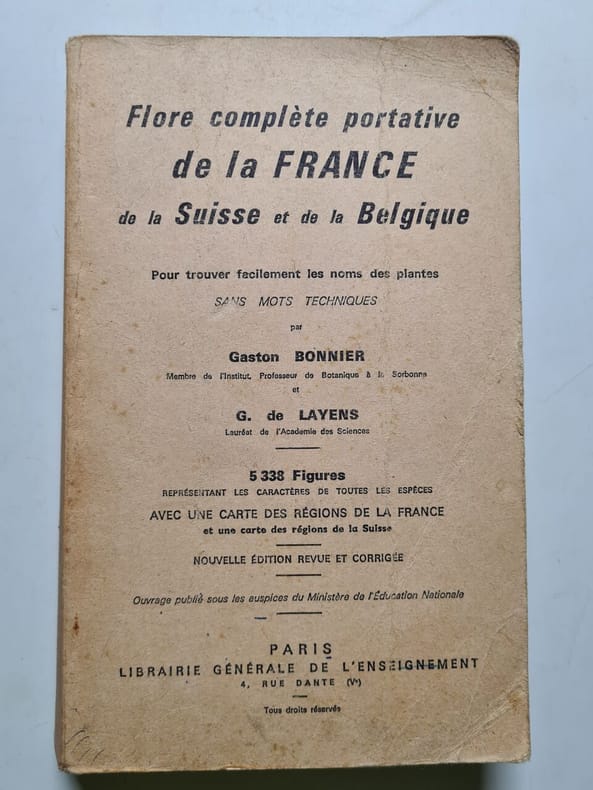 Flore complète portative
de la FRANCE
de la Suisse et de la Belgique
Pour trouver facilement les noms des plantes
SANS MOTS TECHNIQUES
par
Gaston BONNIER
Membre de l'Institut, Professeur de Botanique à la Sorbonne
et
G. de LAYENS
Lauréat de l'Académie des Sciences
5 338 Figures
REPRÉSENTANT LES CARACTÈRES DE TOUTES LES ESPÈCES
AVEC UNE CARTE DES RÉGIONS DE LA FRANCE
et une carte des régions de la Suisse
NOUVELLE ÉDITION REVUE ET CORRIGÉE
Ouvrage publié sous les auspices du Ministère de l'Éducation Nationale
PARIS
LIBRAIRIE GÉNÉRALE DE L'ENSEIGNEMENT
4, RUE DANTE (Vᵉ)
Tous droits réservés